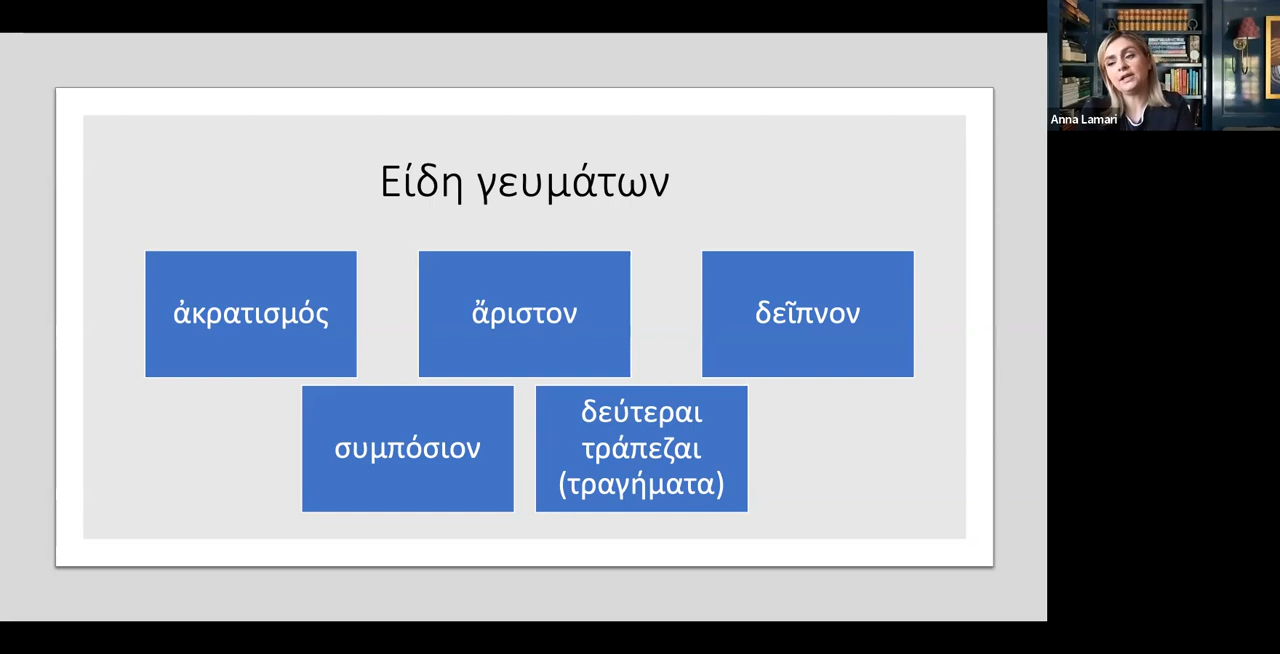 Anna Lamari
Είδη γευμάτων
ἀκρατισμός
ἄριστον
δεῖπνον
συμπόσιον
δεύτεραι
τράπεζαι
(τραγήματα)